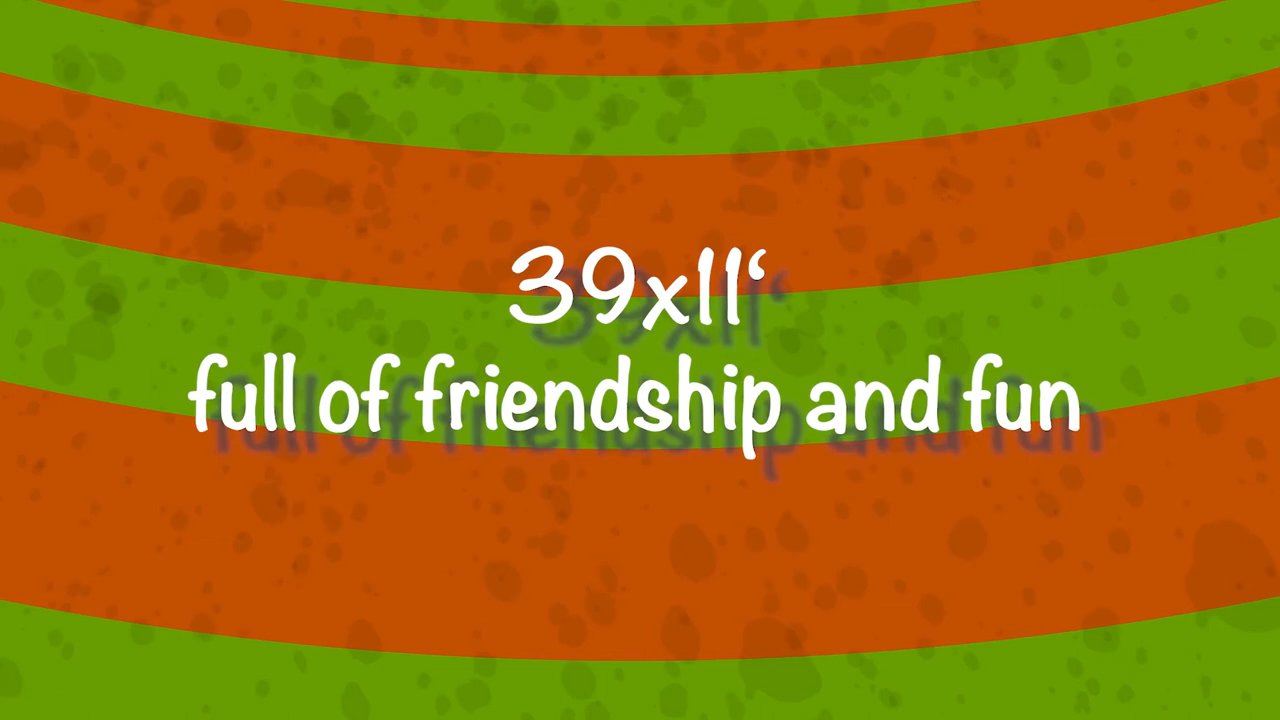 39x11‘
full of friendship and fun